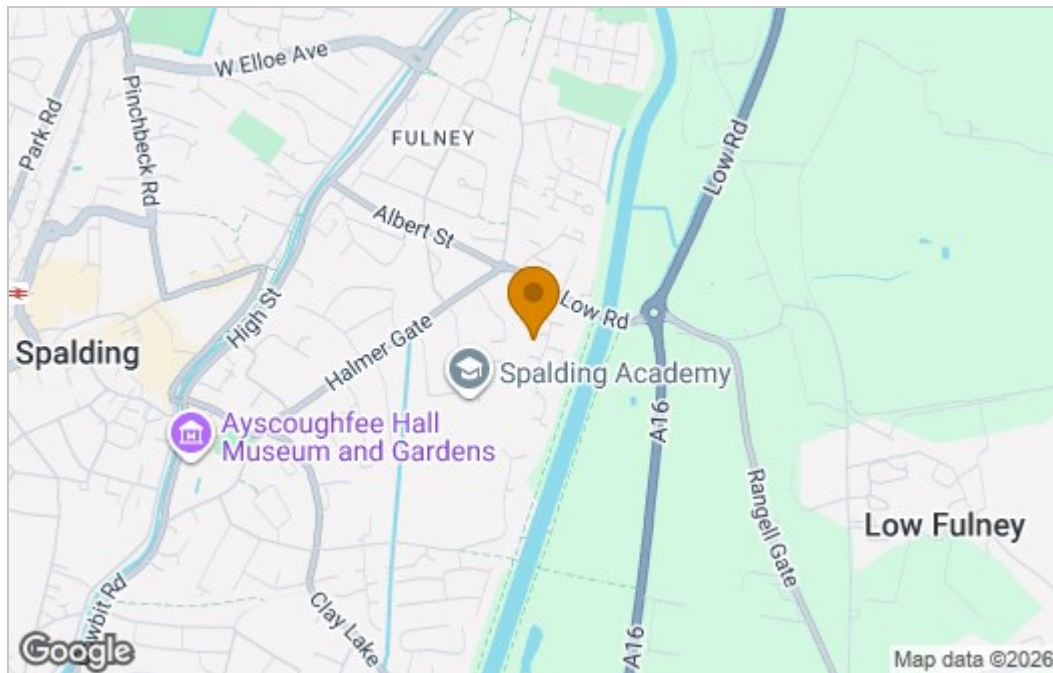 W Elloe Ave
Park Rd
Pinchbeck Rd
FULNEY
Low Rd
Albert St
High St
Low Rd
Halmer Gate
Spalding
Spalding Academy
A16
Ayscoughfee Hall
Museum and Gardens
Rangell Gate
Low Fulney
Clay Lake
A16
Google
Map data ©2026